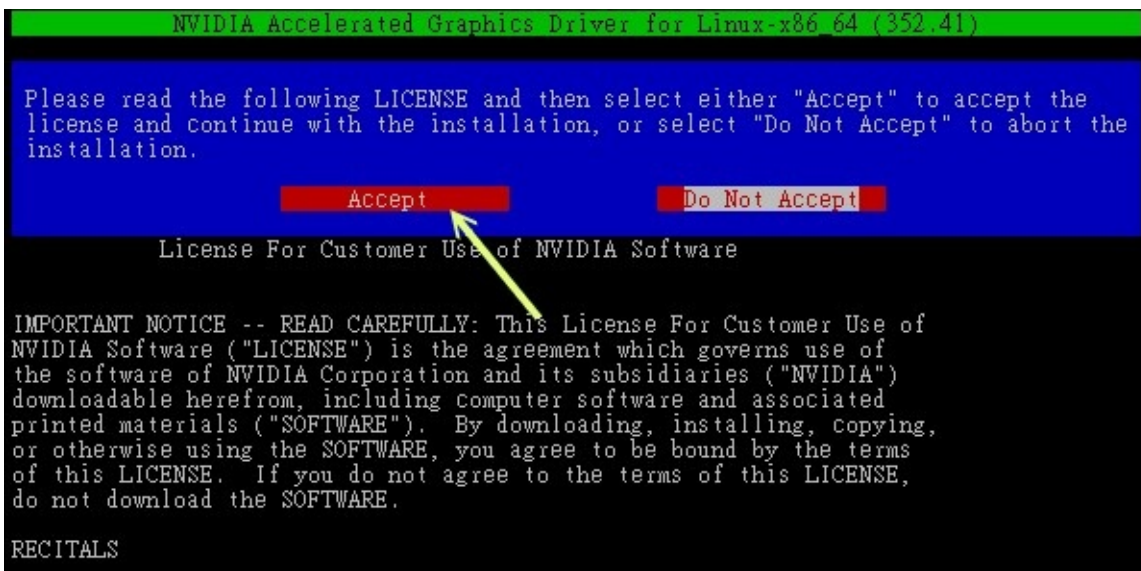 NVIDIA Accelerated Graphics Driver for Linux-x86_64 (352.41)
Please read the following LICENSE and then select either "Accept" to accept the
license and continue with the installation, or select "Do Not Accept" to abort the
installation.
Accept Do Not Accept
License For Customer Use of NVIDIA Software
IMPORTANT NOTICE -- READ CAREFULLY: This License For Customer Use of
NVIDIA Software ("LICENSE") is the agreement which governs use of
the software of NVIDIA Corporation and its subsidiaries ("NVIDIA")
downloadable herefrom, including computer software and associated
printed materials ("SOFTWARE").  By downloading, installing, copying,
or otherwise using the SOFTWARE, you agree to be bound by the terms
of this LICENSE.  If you do not agree to the terms of this LICENSE,
do not download the SOFTWARE.
RECITALS